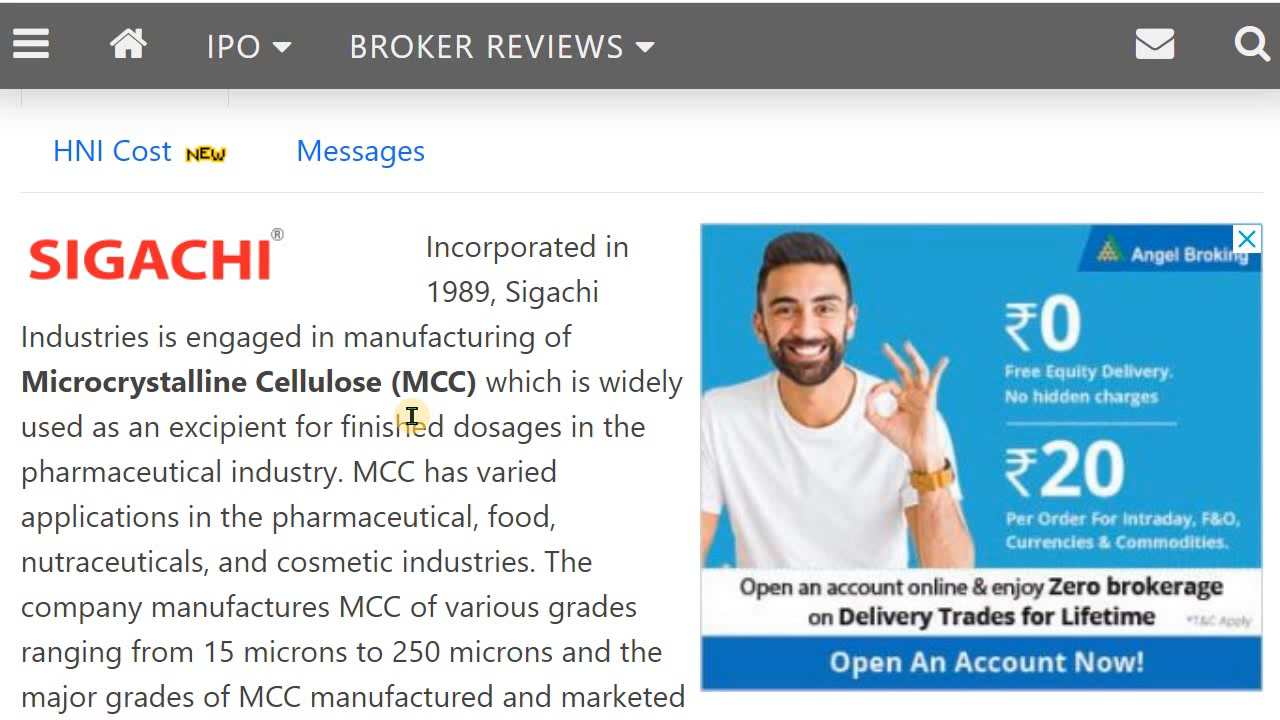 IPO BROKER REVIEWS
HNI Cost NEW Messages
SIGACHI®
Incorporated in
1989, Sigachi
Industries is engaged in manufacturing of
Microcrystalline Cellulose (MCC) which is widely
used as an excipient for finished dosages in the
pharmaceutical industry. MCC has varied
applications in the pharmaceutical, food,
nutraceuticals, and cosmetic industries. The
company manufactures MCC of various grades
ranging from 15 microns to 250 microns and the
major grades of MCC manufactured and marketed
Angel Broking
₹0
Free Equity Delivery.
No hidden charges
₹20
Per Order For Intraday, F&O,
Currencies & Commodities.
Open an account online & enjoy Zero brokerage
on Delivery Trades for Lifetime
*T&C Apply
Open An Account Now!